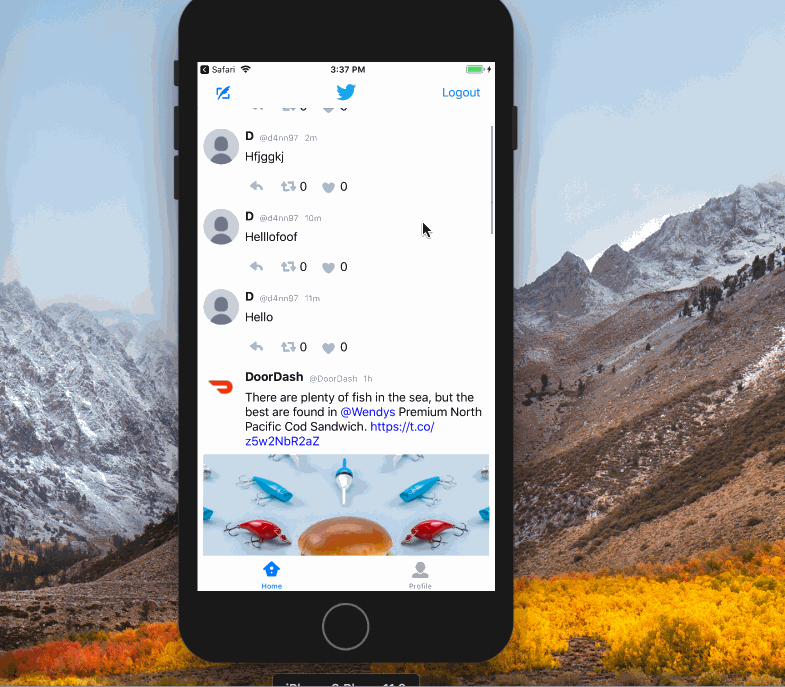 Safari 3:37 PM
Logout
0 0
D @d4nn97 2m
Hfjggkj
0 0
D @d4nn97 10m
Helllofoof
0 0
D @d4nn97 11m
Hello
0 0
DoorDash @DoorDash 1h
There are plenty of fish in the sea, but the
best are found in @Wendys Premium North
Pacific Cod Sandwich. https://t.co/
z5w2NbR2aZ
Home Profile